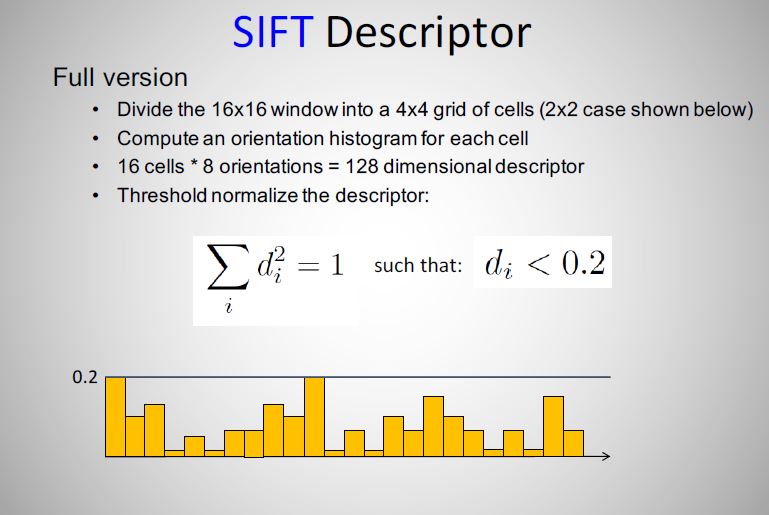 SIFT Descriptor
Full version
• Divide the 16x16 window into a 4x4 grid of cells (2x2 case shown below)
• Compute an orientation histogram for each cell
• 16 cells * 8 orientations = 128 dimensional descriptor
• Threshold normalize the descriptor:
∑_i d_i^2 = 1 such that: d_i < 0.2
0.2